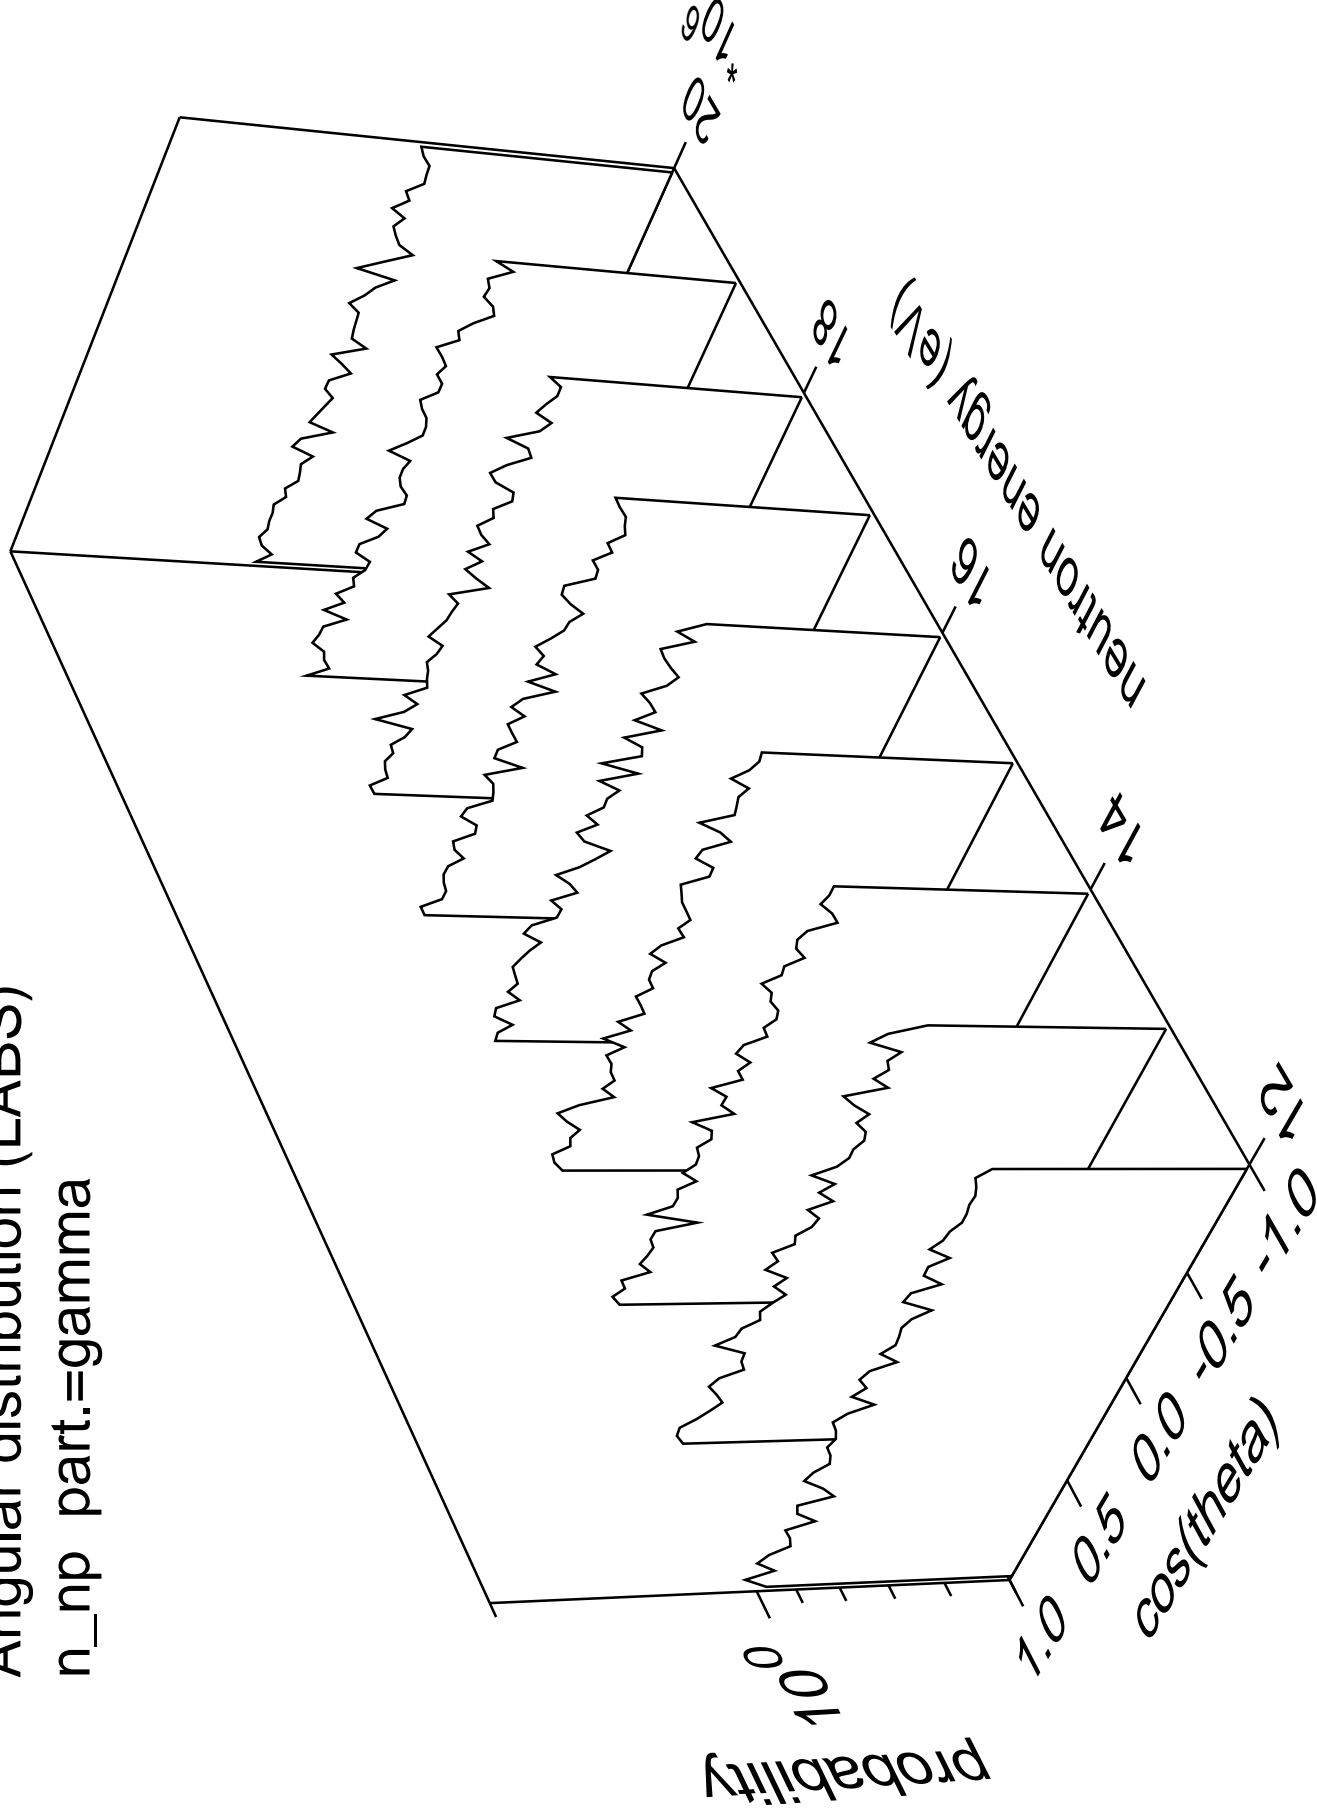 Angular distribution (LABS)
n_np part.=gamma
probability
10^0
1.0 0.5 0.0 -0.5 -1.0
cos(theta)
12 14 16 18 20
*10^6
neutron energy (eV)